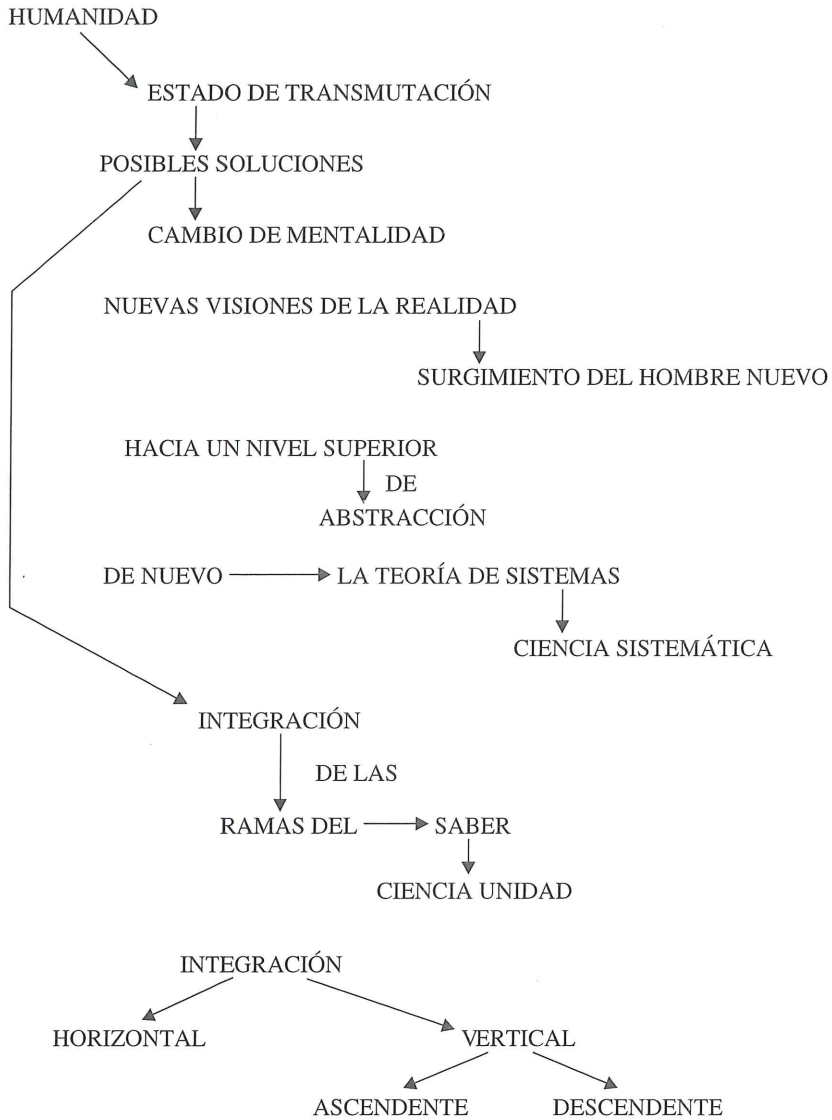 HUMANIDAD
ESTADO DE TRANSMUTACIÓN
POSIBLES SOLUCIONES
CAMBIO DE MENTALIDAD
NUEVAS VISIONES DE LA REALIDAD
SURGIMIENTO DEL HOMBRE NUEVO
HACIA UN NIVEL SUPERIOR
DE
ABSTRACCIÓN
DE NUEVO LA TEORÍA DE SISTEMAS
CIENCIA SISTEMÁTICA
INTEGRACIÓN
DE LAS
RAMAS DEL SABER
CIENCIA UNIDAD
INTEGRACIÓN
HORIZONTAL VERTICAL
ASCENDENTE DESCENDENTE